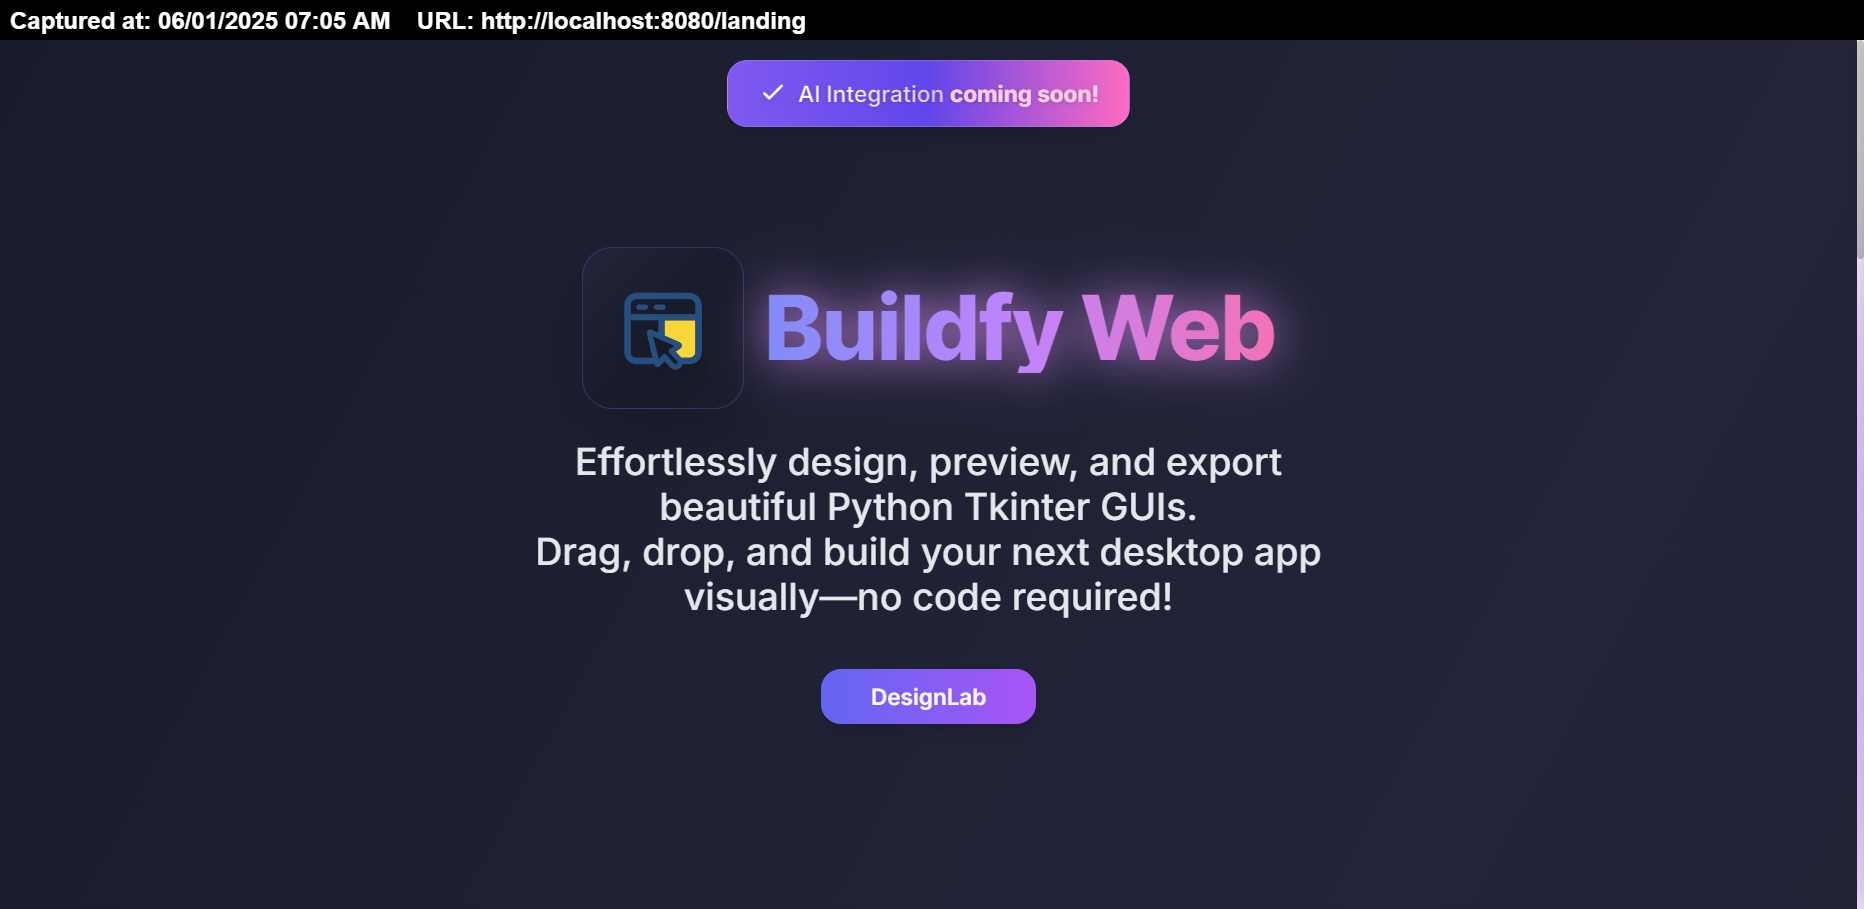 Captured at: 06/01/2025 07:05 AM    URL: http://localhost:8080/landing
AI Integration coming soon!
Buildfy Web
Effortlessly design, preview, and export
beautiful Python Tkinter GUIs.
Drag, drop, and build your next desktop app
visually—no code required!
DesignLab